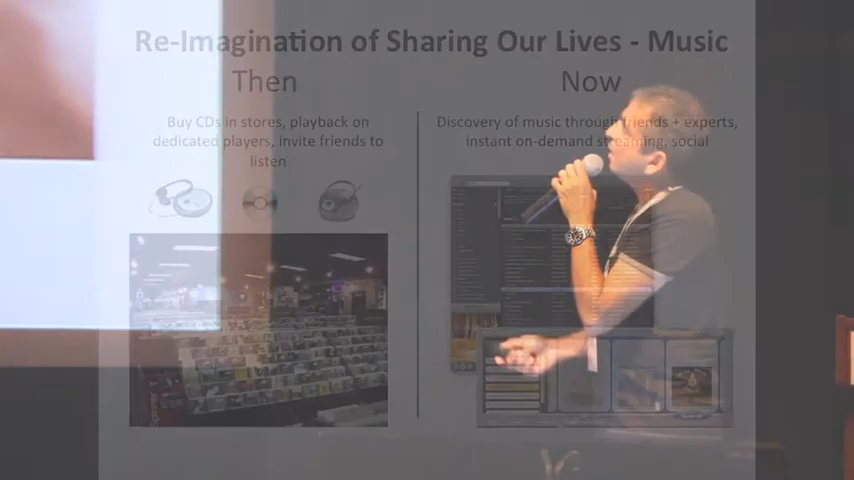 Re-Imagination of Sharing Our Lives - Music
Then
Now
Buy CDs in stores, playback on
dedicated players, invite friends to
listen
Discovery of music through friends + experts,
instant on-demand streaming, social